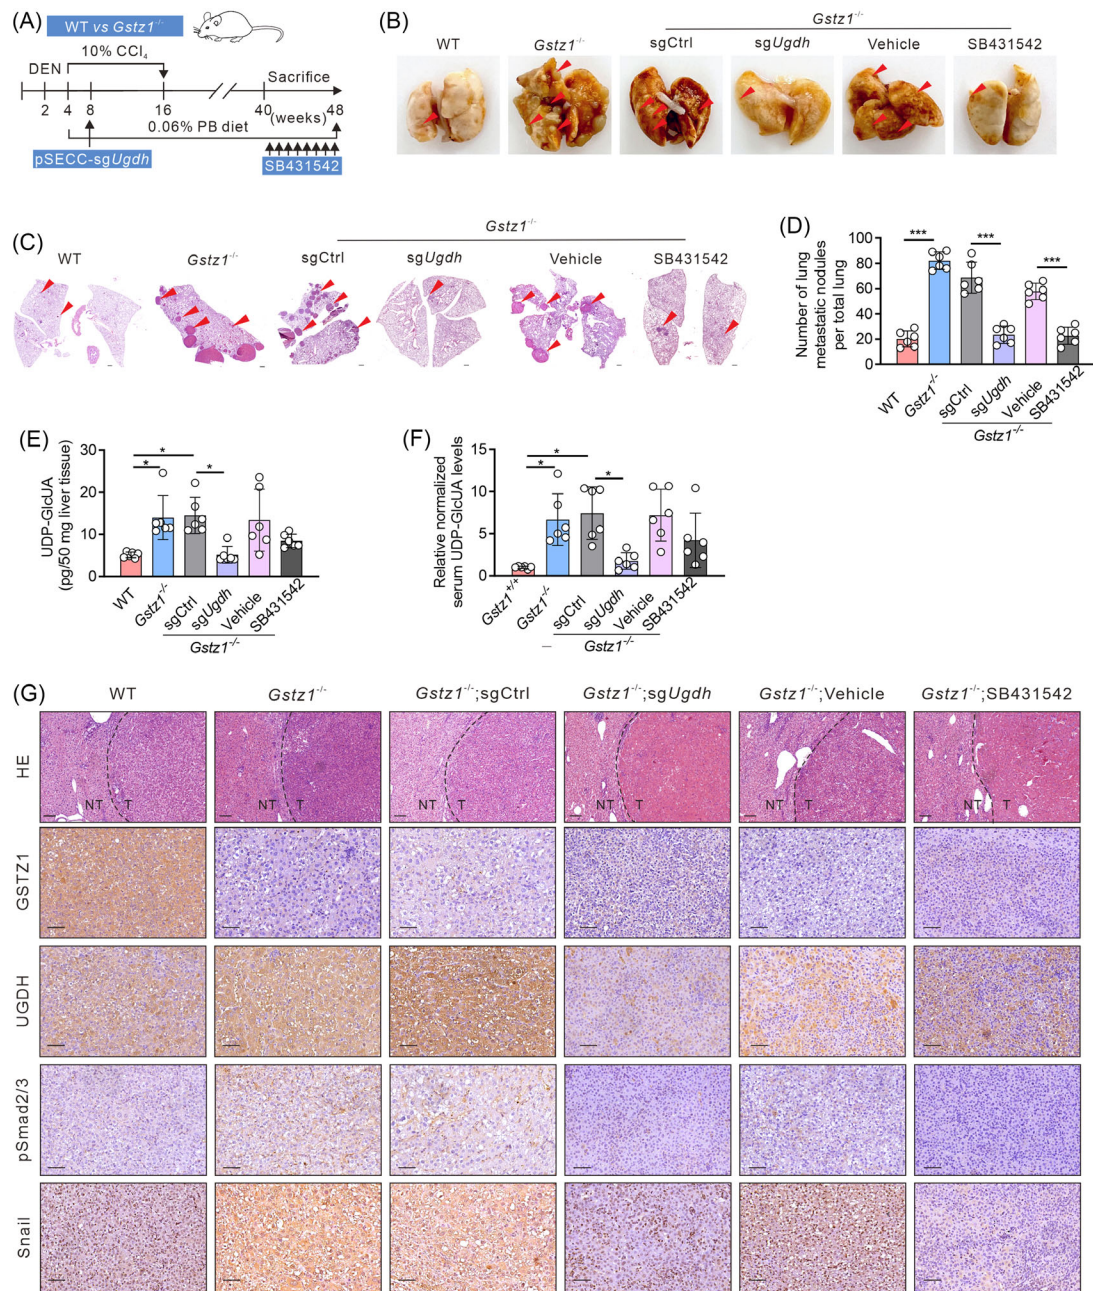 (A)
WT vs Gstz1-/-
10% CCl4
DEN
Sacrifice
2 4 8 16 40 (weeks) 48
0.06% PB diet
pSECC-sgUgdh
SB431542
(B)
Gstz1-/-
WT Gstz1-/- sgCtrl sgUgdh Vehicle SB431542
(C)
Gstz1-/-
WT Gstz1-/- sgCtrl sgUgdh Vehicle SB431542
(D)
Number of lung
metastatic nodules
per total lung
100
80
60
40
20
0
*** *** ***
WT Gstz1-/- sgCtrl sgUgdh Vehicle SB431542
Gstz1-/-
(E)
UDP-GlcUA
(pg/50 mg liver tissue)
30
20
10
0
*
* *
WT Gstz1-/- sgCtrl sgUgdh Vehicle SB431542
Gstz1-/-
(F)
Relative normalized
serum UDP-GlcUA levels
15
10
5
0
*
* *
Gstz1+/+ Gstz1-/- sgCtrl sgUgdh Vehicle SB431542
– Gstz1-/-
(G)
WT Gstz1-/- Gstz1-/-;sgCtrl Gstz1-/-;sgUgdh Gstz1-/-;Vehicle Gstz1-/-;SB431542
HE
NT T NT T NT T NT T NT T NT T
GSTZ1
UGDH
pSmad2/3
Snail